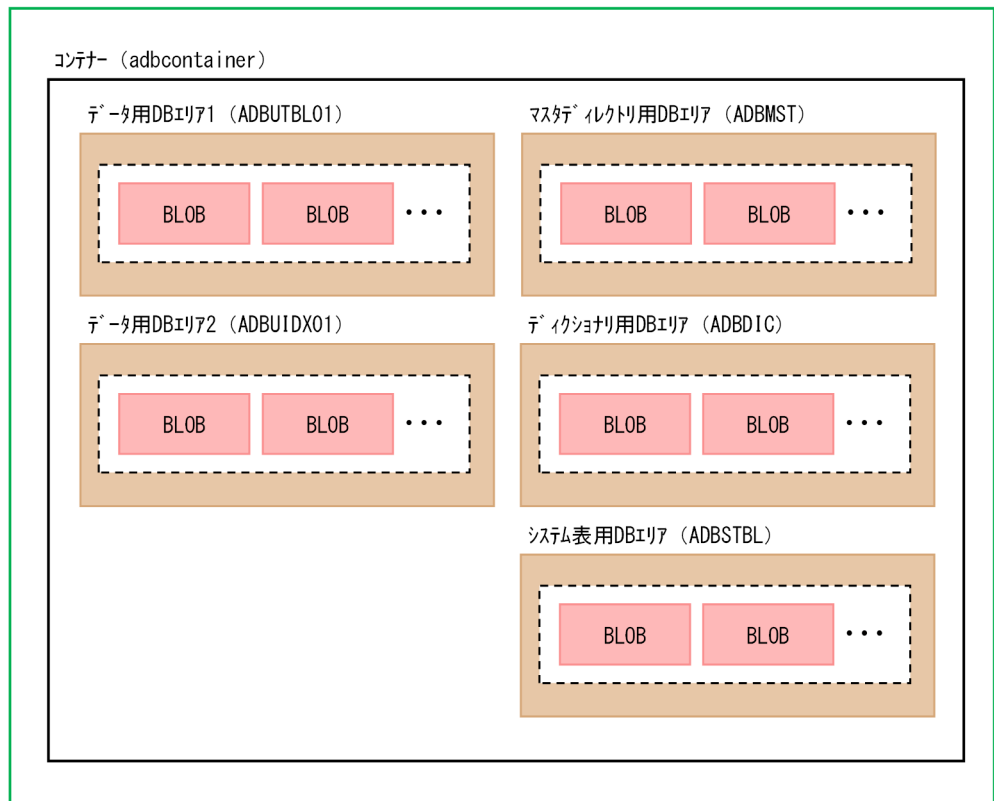 コンテナー (adbcontainer)
データ用DBエリア1 (ADBUTBL01)
BLOB BLOB ・・・
データ用DBエリア2 (ADBUIDX01)
BLOB BLOB ・・・
マスタディレクトリ用DBエリア (ADBMST)
BLOB BLOB ・・・
ディクショナリ用DBエリア (ADBDIC)
BLOB BLOB ・・・
システム表用DBエリア (ADBSTBL)
BLOB BLOB ・・・